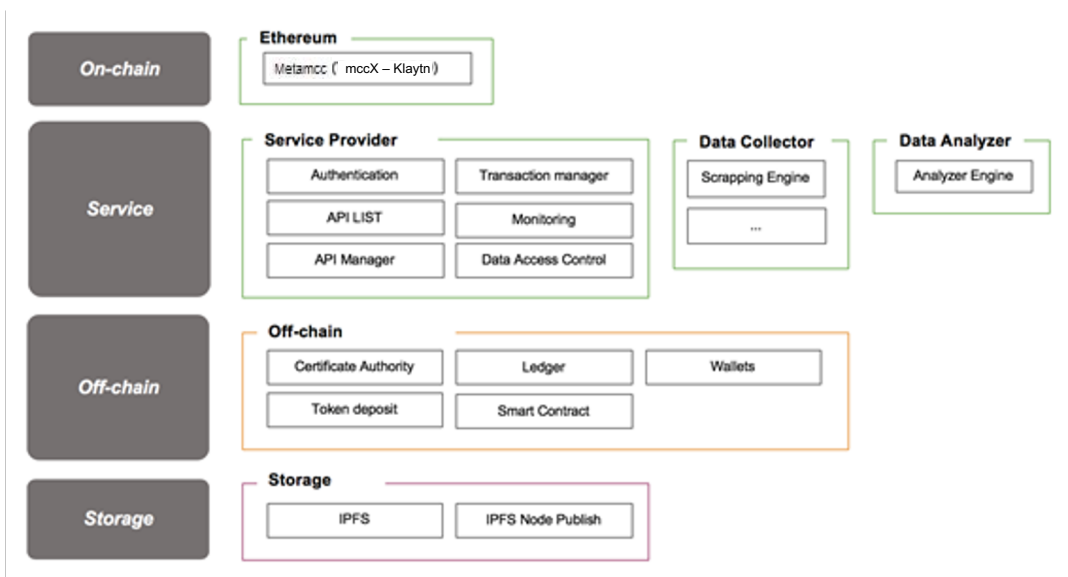 On-chain
Ethereum
Metamcc (' mccX – Klaytn )
Service
Service Provider
Authentication
Transaction manager
API LIST
Monitoring
API Manager
Data Access Control
Data Collector
Scrapping Engine
...
Data Analyzer
Analyzer Engine
Off-chain
Off-chain
Certificate Authority
Ledger
Wallets
Token deposit
Smart Contract
Storage
Storage
IPFS
IPFS Node Publish